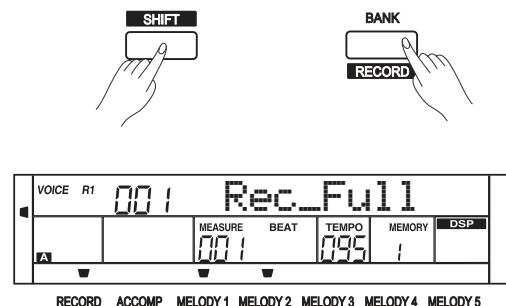 SHIFT BANK
RECORD
VOICE R1 001 Rec_Full
MEASURE BEAT TEMPO MEMORY DSP
A 001 095 1
RECORD ACCOMP MELODY 1 MELODY 2 MELODY 3 MELODY 4 MELODY 5